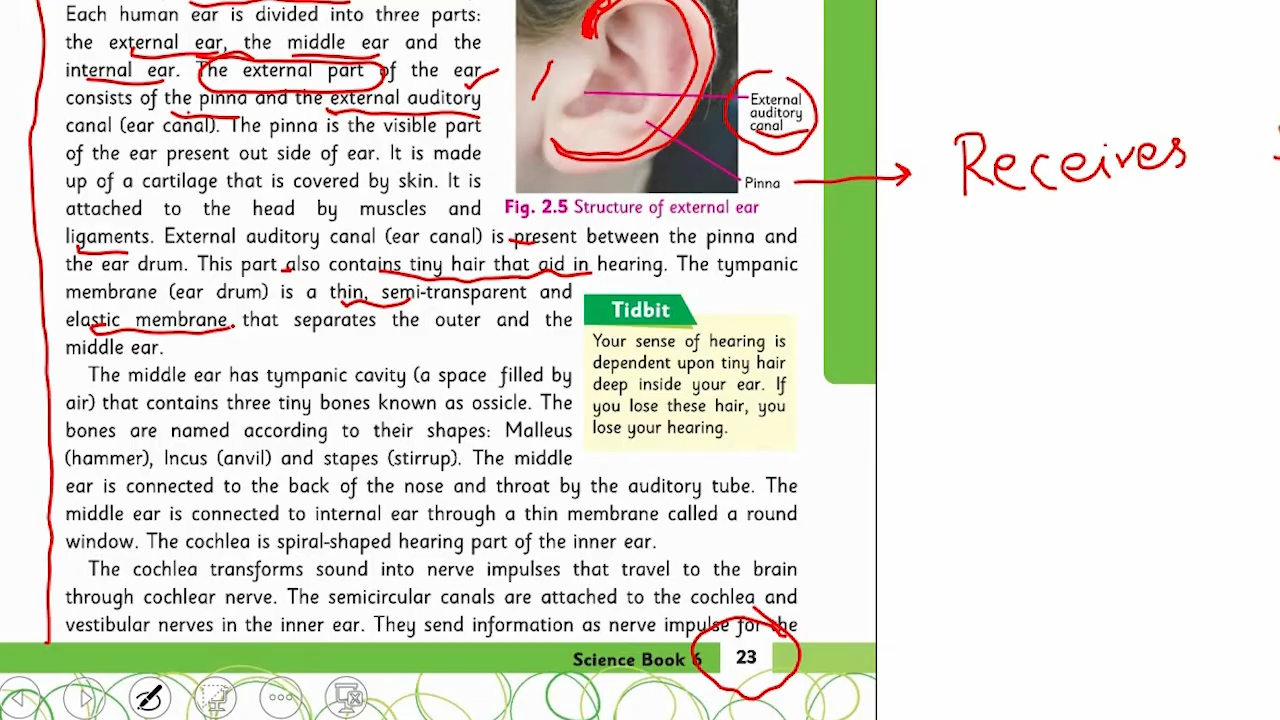 Each human ear is divided into three parts:
the external ear, the middle ear and the
internal ear. The external part of the ear
consists of the pinna and the external auditory
canal (ear canal). The pinna is the visible part
of the ear present out side of ear. It is made
up of a cartilage that is covered by skin. It is
attached to the head by muscles and
ligaments. External auditory canal (ear canal) is present between the pinna and
the ear drum. This part also contains tiny hair that aid in hearing. The tympanic
membrane (ear drum) is a thin, semi-transparent and
elastic membrane that separates the outer and the
middle ear.
External
auditory
canal
Pinna
Receives
Fig. 2.5 Structure of external ear
Tidbit
Your sense of hearing is
dependent upon tiny hair
deep inside your ear. If
you lose these hair, you
lose your hearing.
The middle ear has tympanic cavity (a space filled by
air) that contains three tiny bones known as ossicle. The
bones are named according to their shapes: Malleus
(hammer), Incus (anvil) and stapes (stirrup). The middle
ear is connected to the back of the nose and throat by the auditory tube. The
middle ear is connected to internal ear through a thin membrane called a round
window. The cochlea is spiral-shaped hearing part of the inner ear.
The cochlea transforms sound into nerve impulses that travel to the brain
through cochlear nerve. The semicircular canals are attached to the cochlea and
vestibular nerves in the inner ear. They send information as nerve impulse for the
Science Book 6
23